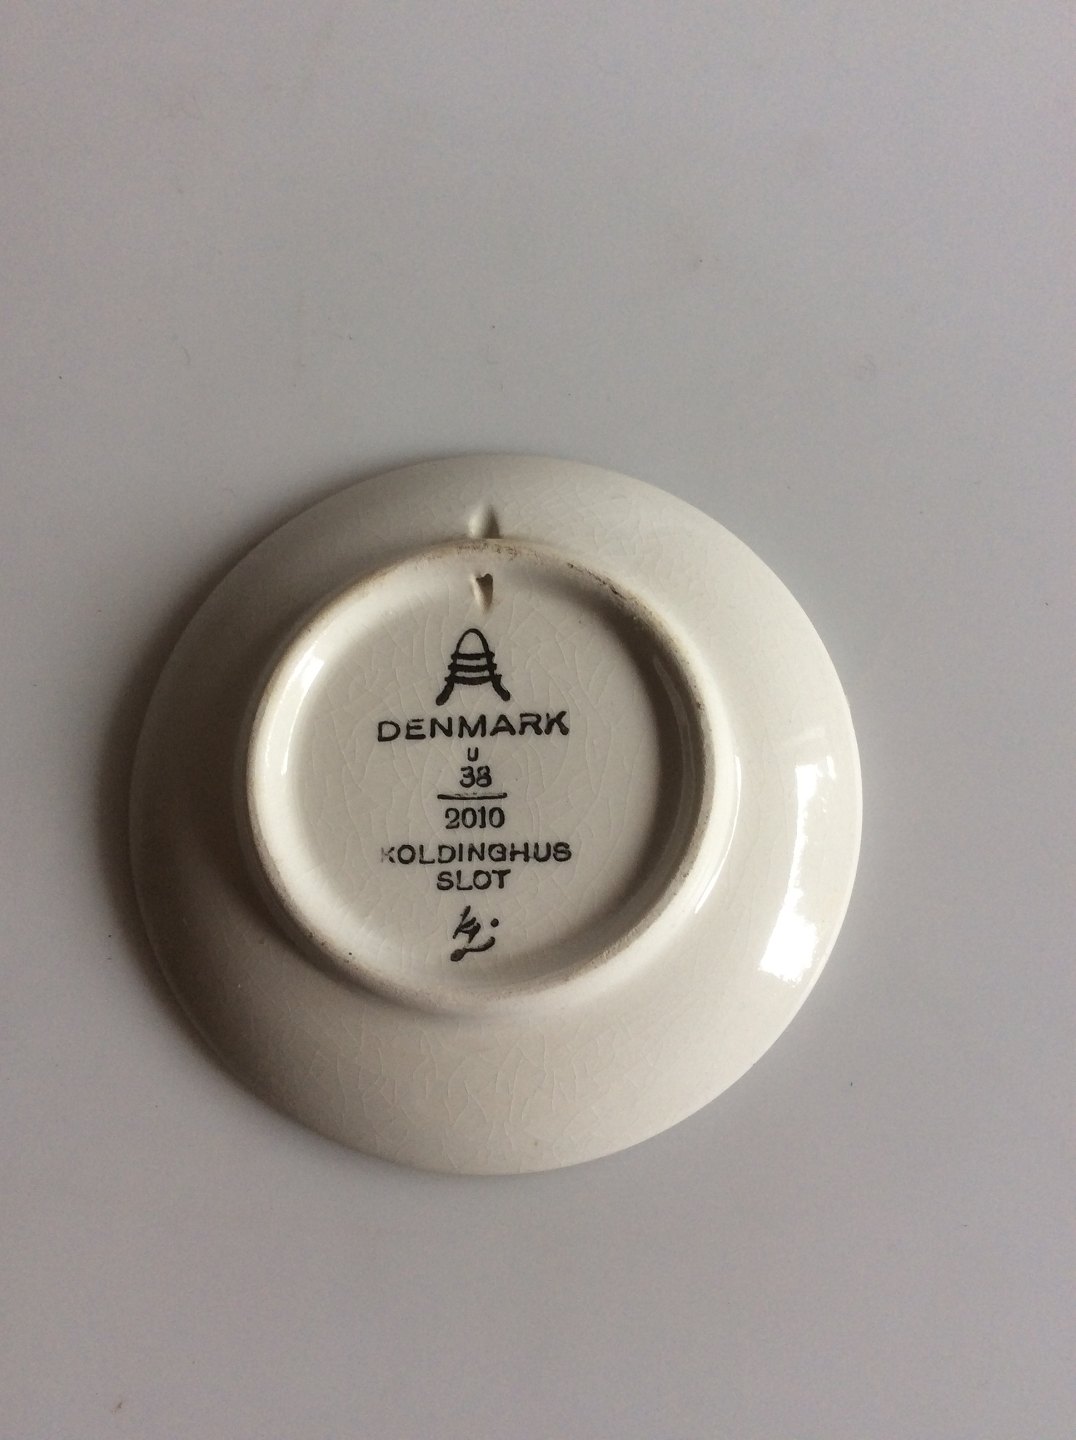 DENMARK
U
38
2010
KOLDINGHUS
SLOT